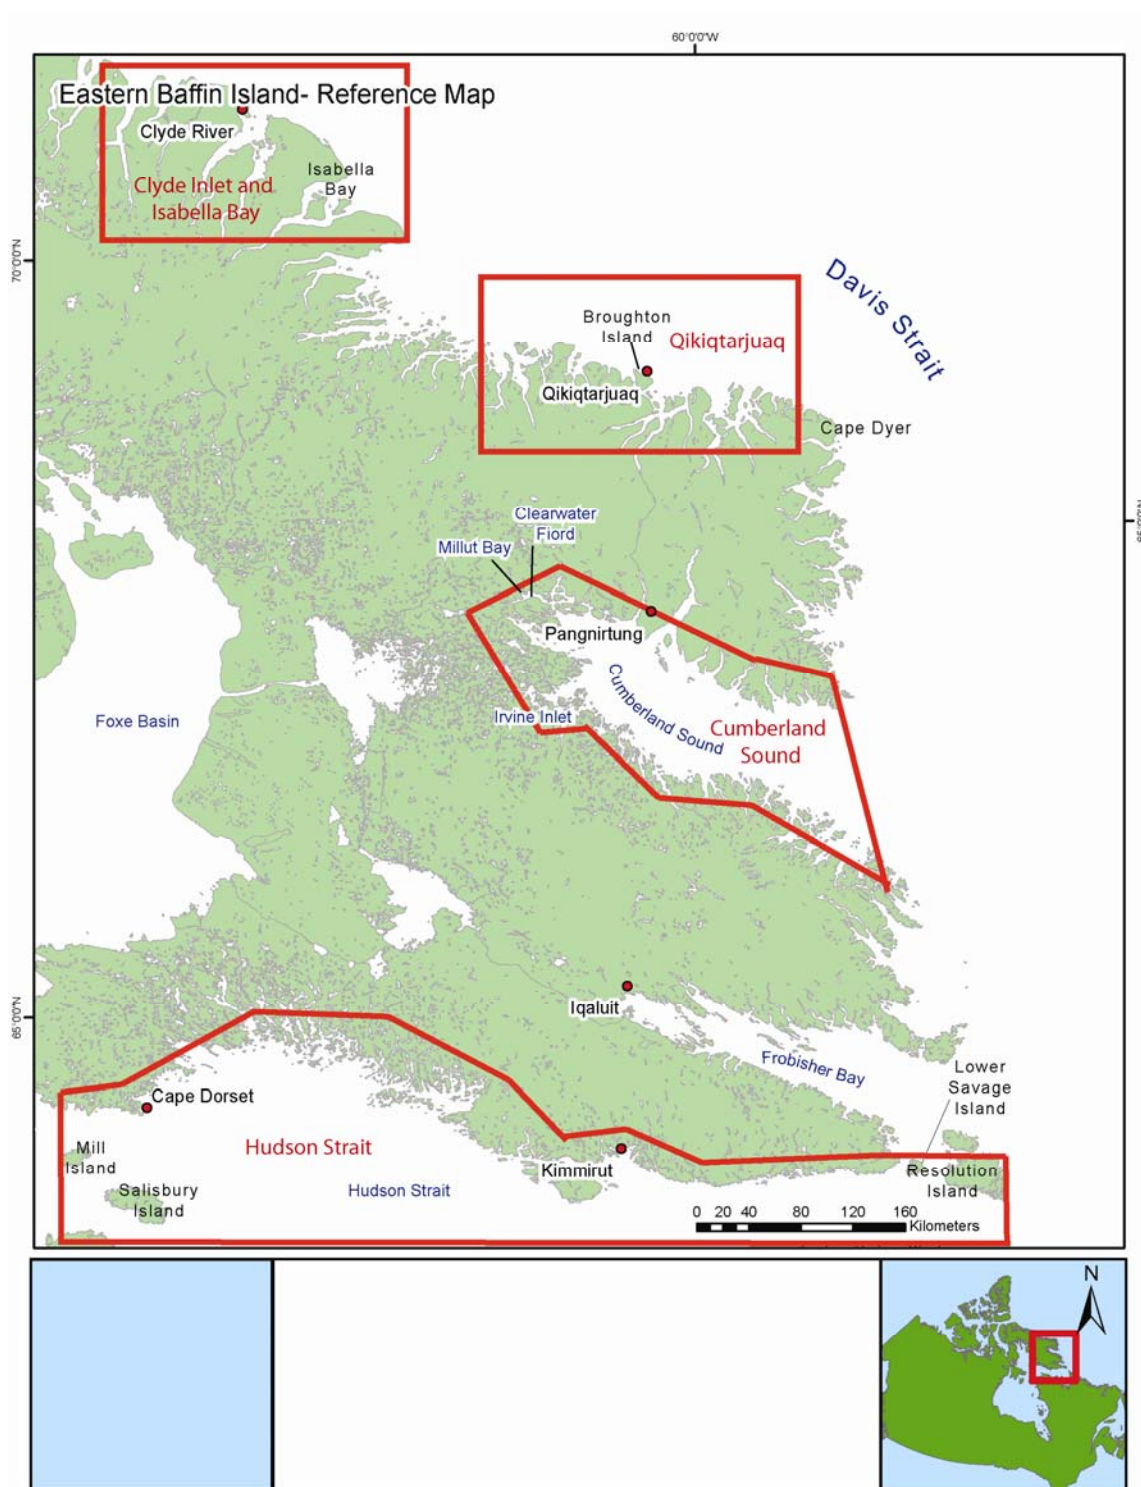 60°0'0"W
Eastern Baffin Island- Reference Map
Clyde River
Isabella
Bay
Clyde Inlet and
Isabella Bay
70°0'0"N
Davis Strait
Broughton
Island
Qikiqtarjuaq
Qikiqtarjuaq
Cape Dyer
Clearwater
Fiord
Millut Bay
Pangnirtung
Cumberland Sound
Foxe Basin
Irvine Inlet
Cumberland
Sound
65°0'0"N
Iqaluit
Frobisher Bay
Lower
Savage
Island
Cape Dorset
Hudson Strait
Mill
Island
Kimmirut
Resolution
Island
Salisbury
Island
Hudson Strait
0 20 40 80 120 160
Kilometers
N